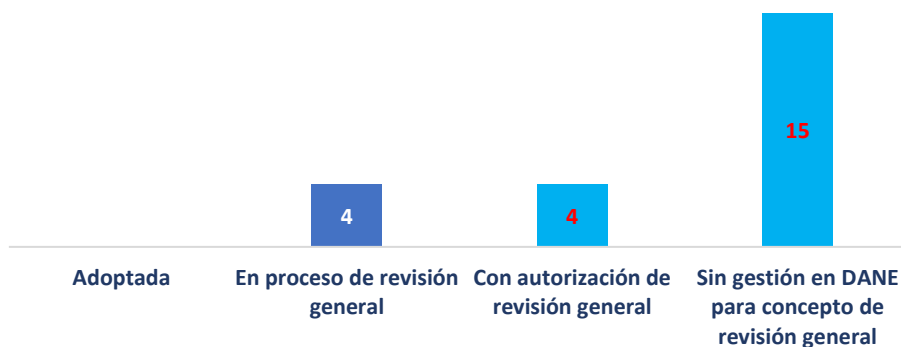 15
4
4
Adoptada
En proceso de revisión
general
Con autorización de
revisión general
Sin gestión en DANE
para concepto de
revisión general